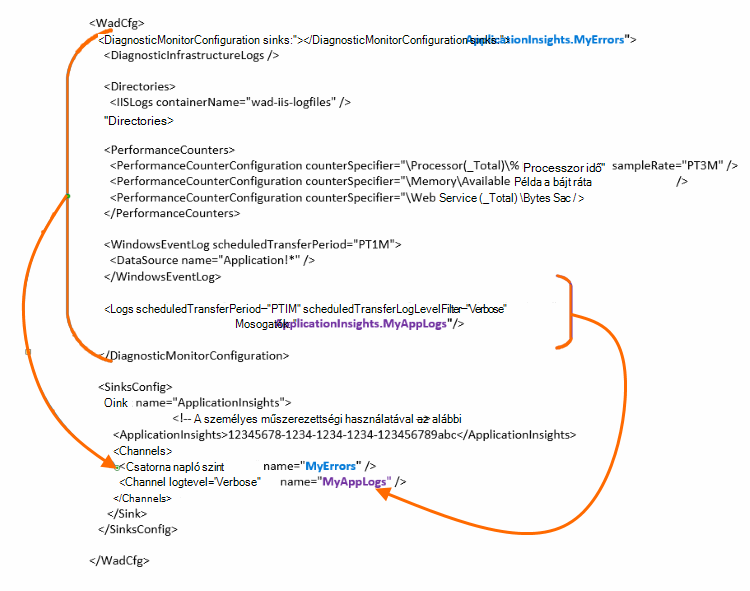 <WadCfg>
<DiagnosticMonitorConfiguration sinks:"></DiagnosticMonitorConfiguration sinks:"ApplicationInsights.MyErrors">
<DiagnosticInfrastructureLogs />
<Directories>
<IISLogs containerName="wad-iis-logfiles" />
"Directories>
<PerformanceCounters>
<PerformanceCounterConfiguration counterSpecifier="\Processor(_Total)\% Processzor idő" sampleRate="PT3M" />
<PerformanceCounterConfiguration counterSpecifier="\Memory\Available Példa a bájt ráta />
<PerformanceCounterConfiguration counterSpecifier="\Web Service (_Total) \Bytes Sac/>
</PerformanceCounters>
<WindowsEventLog scheduledTransferPeriod="PT1M">
<DataSource name="Application!*" />
</WindowsEventLog>
<Logs scheduledTransferPeriod="PTIM" scheduledTransferLogLevelFilter="Verbose"
ApplicationInsights.MyAppLogs"/>
</DiagnosticMonitorConfiguration>
<SinksConfig>
Oink name="ApplicationInsights">
<!-- A személyes műszerezettségi használatával az alábbi
<ApplicationInsights>12345678-1234-1234-1234-123456789abc</ApplicationInsights>
<Channels>
<Csatorna napló szint name="MyErrors" />
<Channel logtevel="Verbose" name="MyAppLogs" />
</Channels>
</Sink>
</SinksConfig>
</WadCfg>